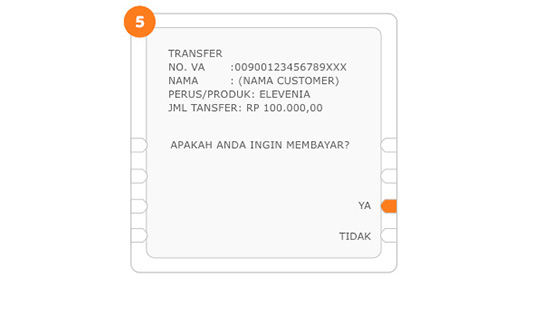 5
TRANSFER
NO. VA :00900123456789XXX
NAMA : (NAMA CUSTOMER)
PERUS/PRODUK: ELEVENIA
JML TANSFER: RP 100.000,00
APAKAH ANDA INGIN MEMBAYAR?
YA
TIDAK